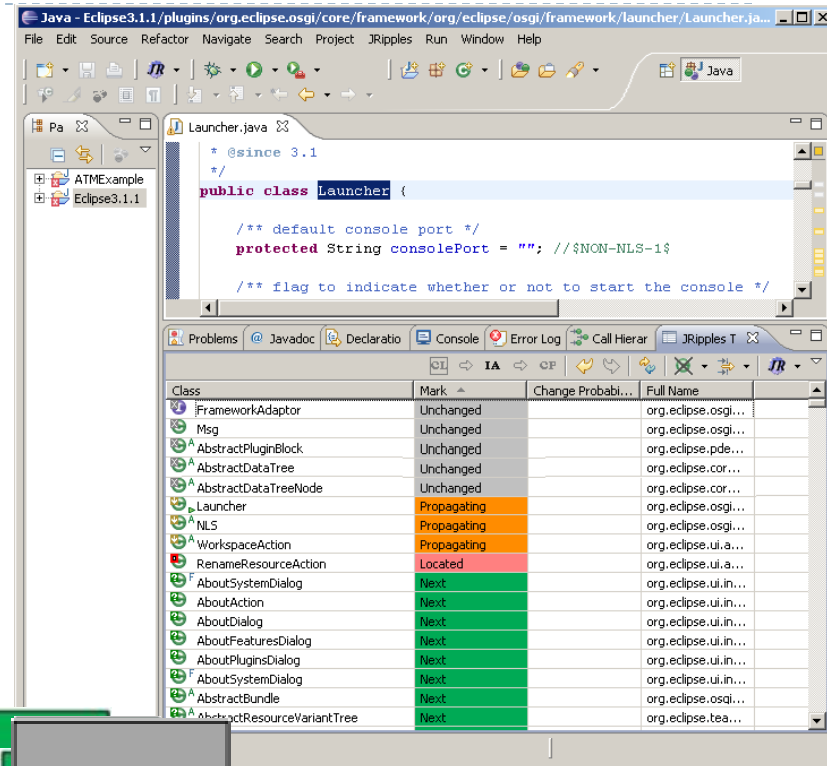 Java - Eclipse3.1.1/plugins/org.eclipse.osgi/core/framework/org/eclipse/osgi/framework/launcher/Launcher.ja...
File Edit Source Refactor Navigate Search Project JRipples Run Window Help
JR
Java
Pa
Launcher.java
ATMExample
Eclipse3.1.1
* @since 3.1
*/
public class Launcher {
/** default console port */
protected String consolePort = ""; //$NON-NLS-1$
/** flag to indicate whether or not to start the console */
Problems @ Javadoc Declaratio Console Error Log Call Hierar JRipples T
CL IA CP JR
Class Mark Change Probabi... Full Name
FrameworkAdaptor Unchanged org.eclipse.osgi...
Msg Unchanged org.eclipse.osgi...
A AbstractPluginBlock Unchanged org.eclipse.pde...
A AbstractDataTree Unchanged org.eclipse.cor...
A AbstractDataTreeNode Unchanged org.eclipse.cor...
Launcher Propagating org.eclipse.osgi...
A NLS Propagating org.eclipse.osgi...
A WorkspaceAction Propagating org.eclipse.ui.a...
RenameResourceAction Located org.eclipse.ui.a...
F AboutSystemDialog Next org.eclipse.ui.in...
AboutAction Next org.eclipse.ui.in...
AboutDialog Next org.eclipse.ui.in...
AboutFeaturesDialog Next org.eclipse.ui.in...
AboutPluginsDialog Next org.eclipse.ui.in...
F AboutSystemDialog Next org.eclipse.ui.in...
A AbstractBundle Next org.eclipse.osgi...
A AbstractResourceVariantTree Next org.eclipse.tea...